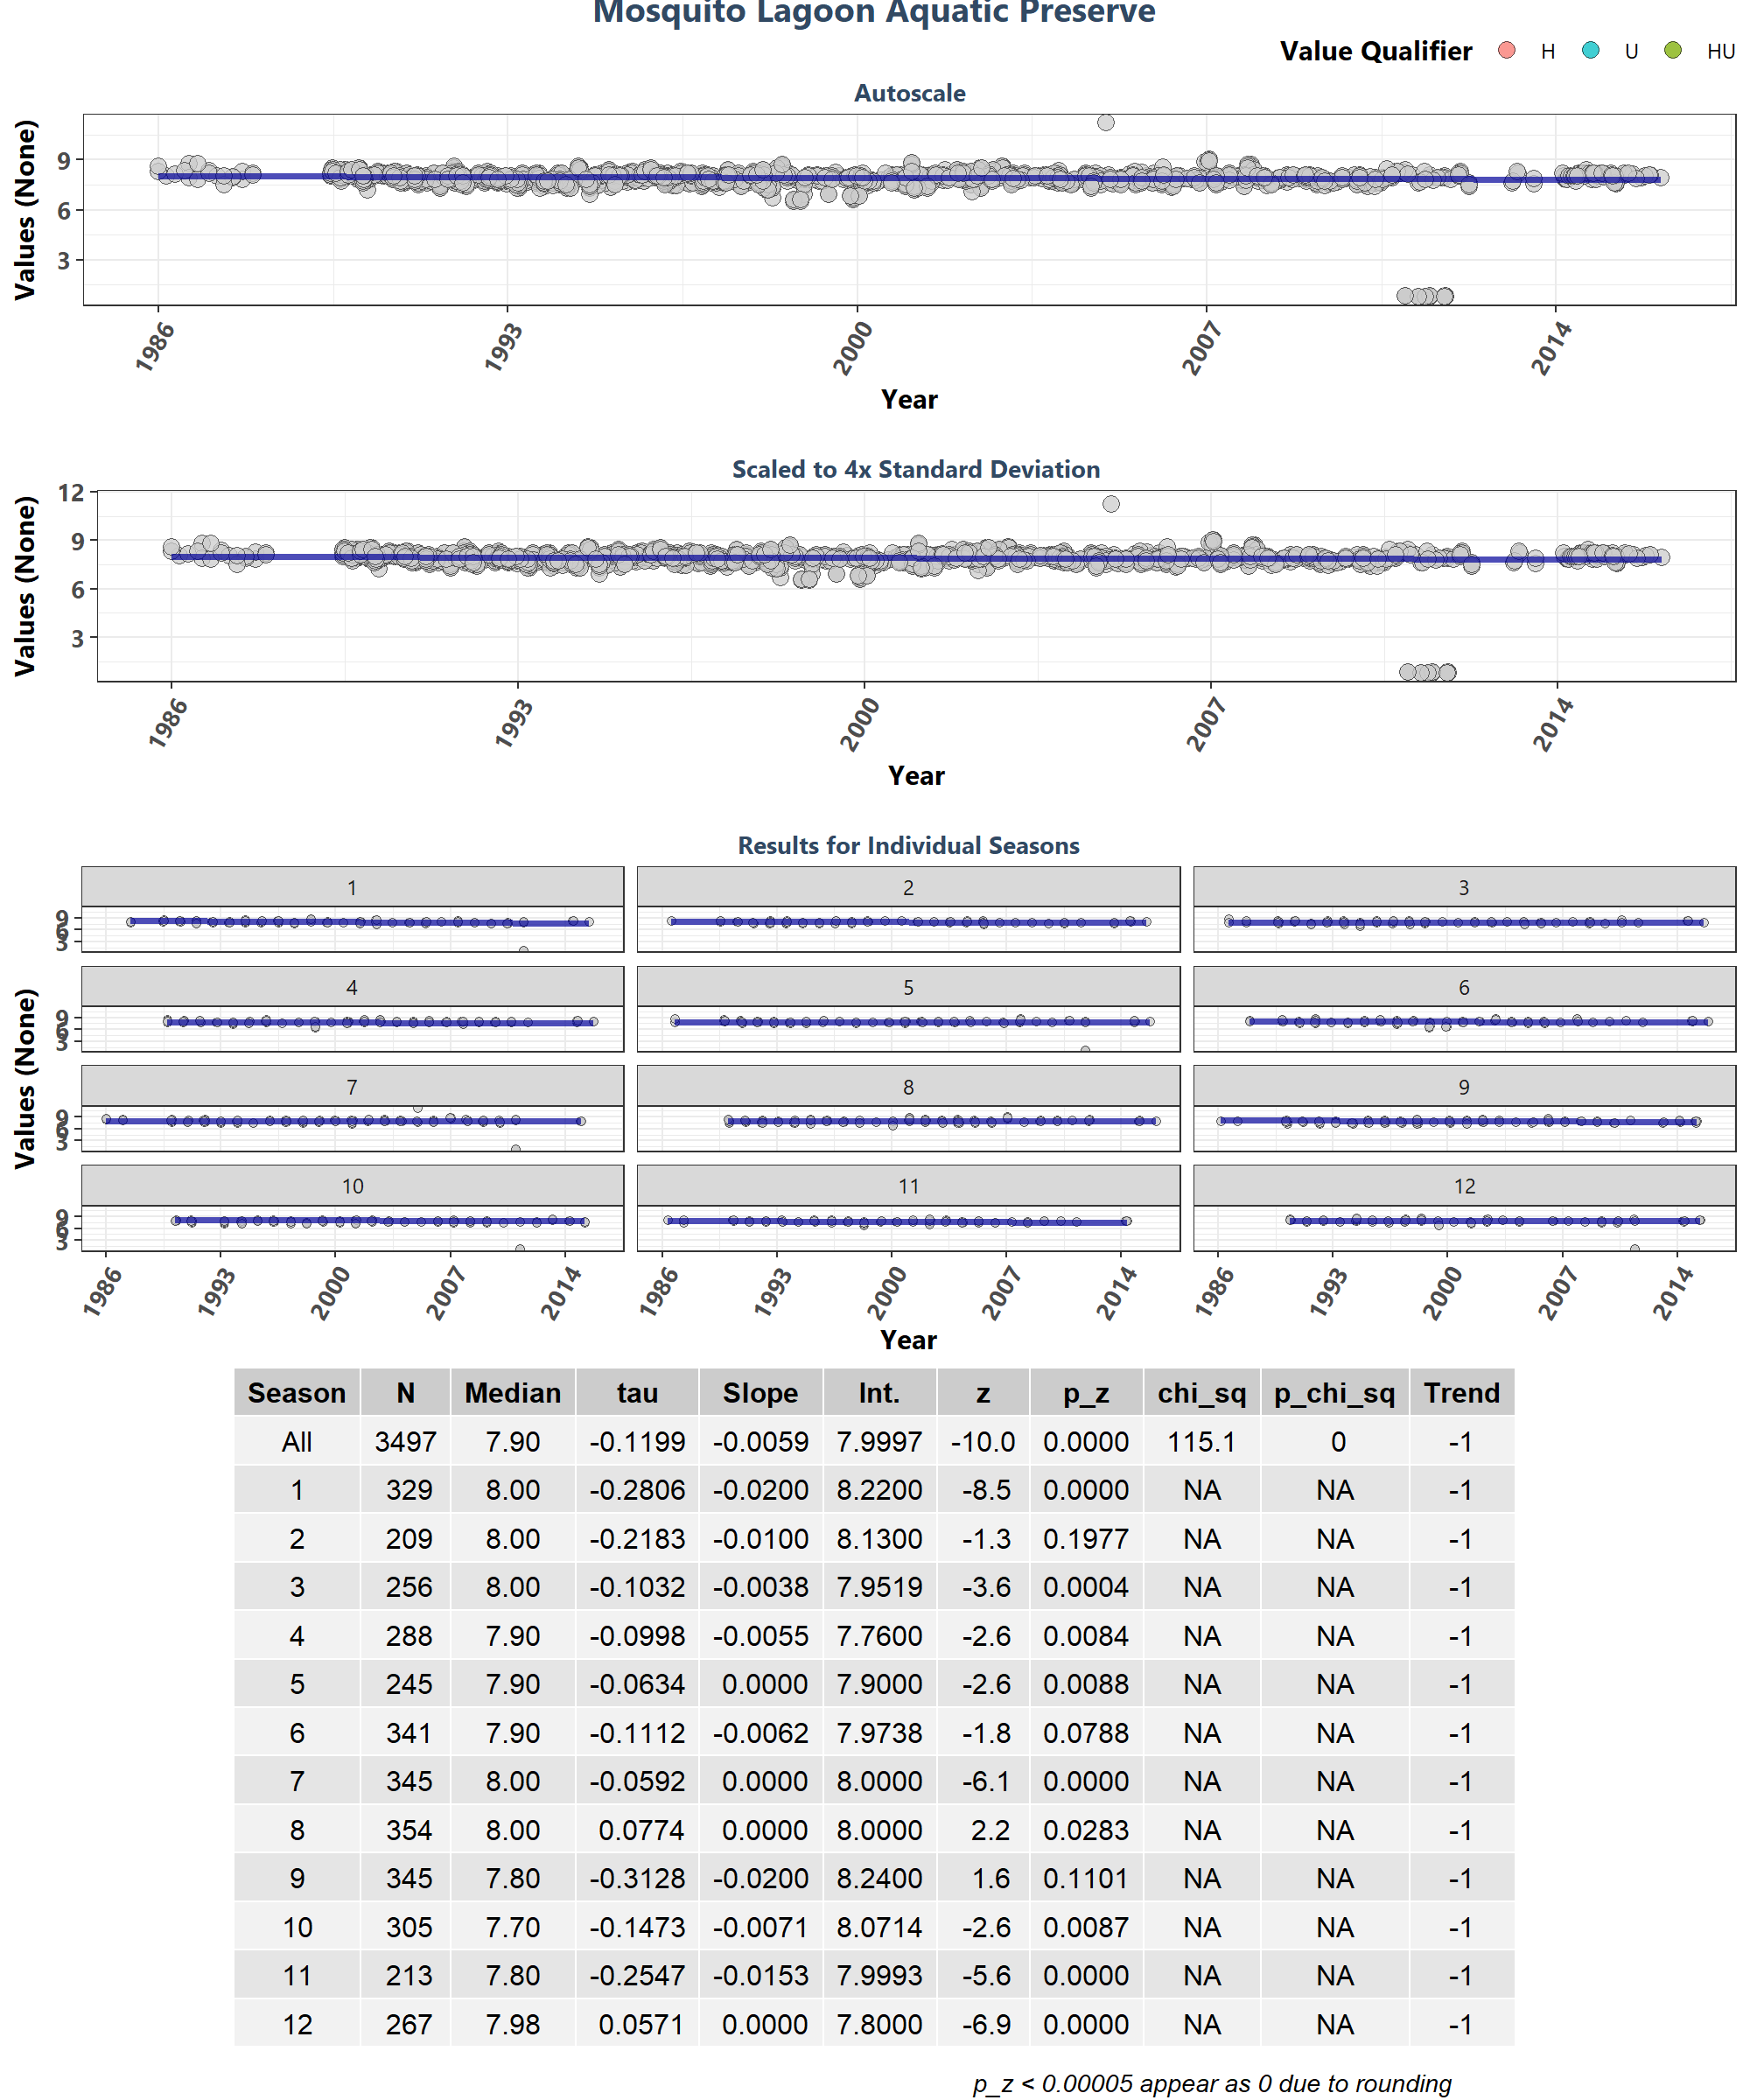 Mosquito Lagoon Aquatic Preserve
Value Qualifier H U HU
Autoscale
Values (None)
9
6
3
1986 1993 2000 2007 2014
Year
Scaled to 4x Standard Deviation
Values (None)
12
9
6
3
1986 1993 2000 2007 2014
Year
Results for Individual Seasons
Values (None)
1 2 3
9
6
3
4 5 6
9
6
3
7 8 9
9
6
3
10 11 12
9
6
3
1986 1993 2000 2007 2014 1986 1993 2000 2007 2014 1986 1993 2000 2007 2014
Year
Season N Median tau Slope Int. z p_z chi_sq p_chi_sq Trend
All 3497 7.90 -0.1199 -0.0059 7.9997 -10.0 0.0000 115.1 0 -1
1 329 8.00 -0.2806 -0.0200 8.2200 -8.5 0.0000 NA NA -1
2 209 8.00 -0.2183 -0.0100 8.1300 -1.3 0.1977 NA NA -1
3 256 8.00 -0.1032 -0.0038 7.9519 -3.6 0.0004 NA NA -1
4 288 7.90 -0.0998 -0.0055 7.7600 -2.6 0.0084 NA NA -1
5 245 7.90 -0.0634 0.0000 7.9000 -2.6 0.0088 NA NA -1
6 341 7.90 -0.1112 -0.0062 7.9738 -1.8 0.0788 NA NA -1
7 345 8.00 -0.0592 0.0000 8.0000 -6.1 0.0000 NA NA -1
8 354 8.00 0.0774 0.0000 8.0000 2.2 0.0283 NA NA -1
9 345 7.80 -0.3128 -0.0200 8.2400 1.6 0.1101 NA NA -1
10 305 7.70 -0.1473 -0.0071 8.0714 -2.6 0.0087 NA NA -1
11 213 7.80 -0.2547 -0.0153 7.9993 -5.6 0.0000 NA NA -1
12 267 7.98 0.0571 0.0000 7.8000 -6.9 0.0000 NA NA -1
p_z < 0.00005 appear as 0 due to rounding